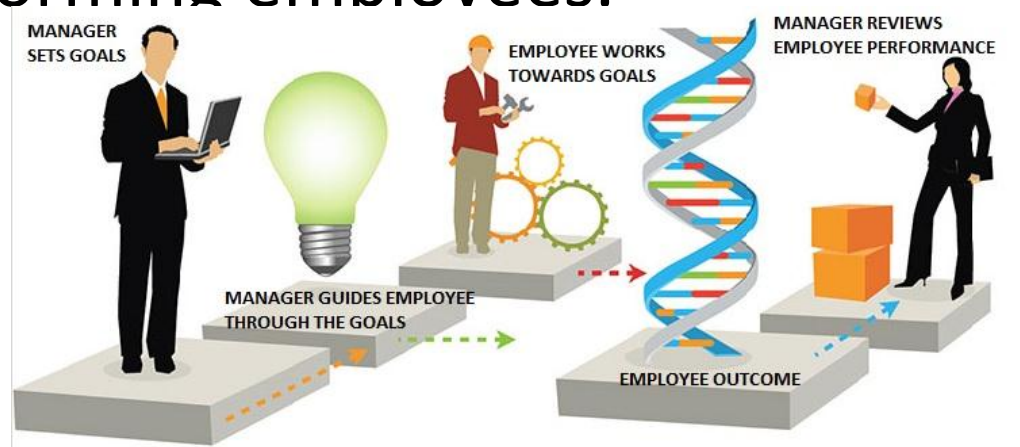 employees.
MANAGER
SETS GOALS
MANAGER GUIDES EMPLOYEE
THROUGH THE GOALS
EMPLOYEE WORKS
TOWARDS GOALS
EMPLOYEE OUTCOME
MANAGER REVIEWS
EMPLOYEE PERFORMANCE